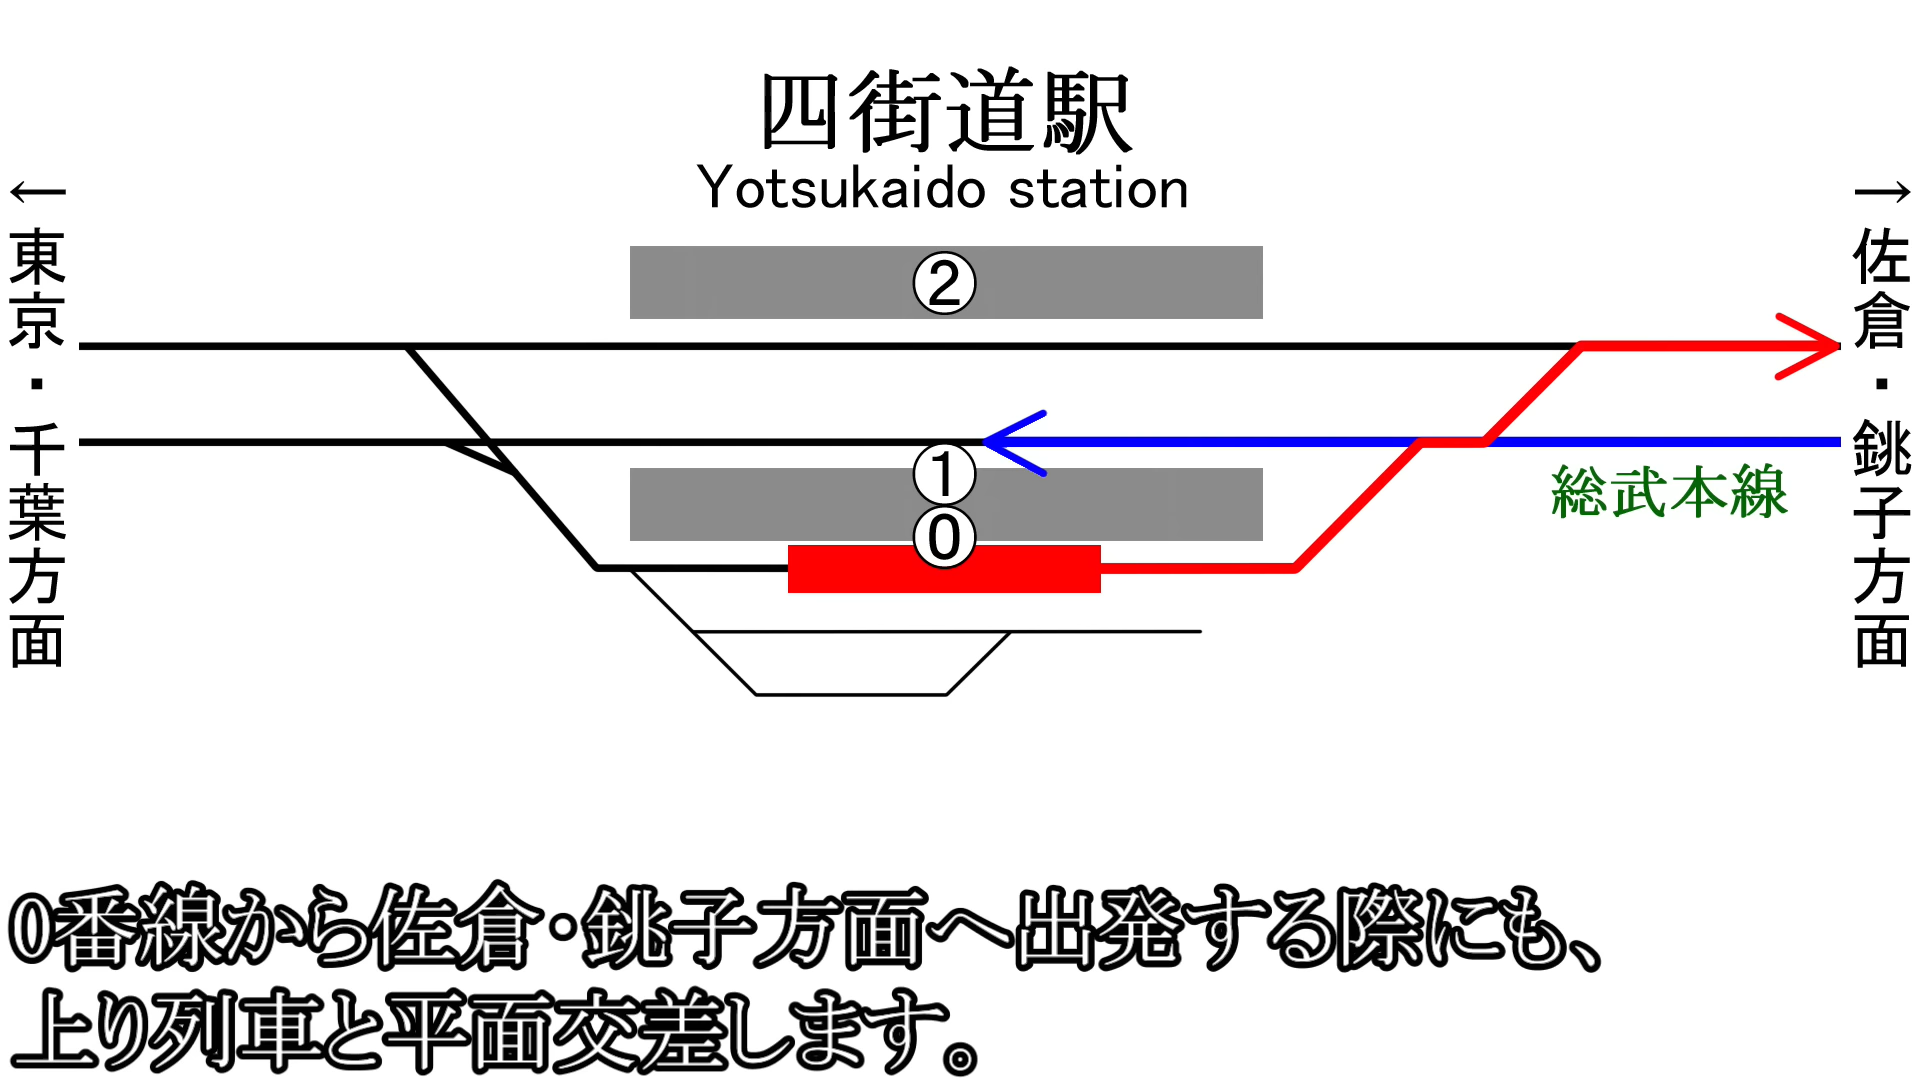 四街道駅
Yotsukaido station
←東京・千葉方面
→佐倉・銚子方面
②
①
⓪
総武本線
0番線から佐倉・銚子方面へ出発する際にも、
上り列車と平面交差します。